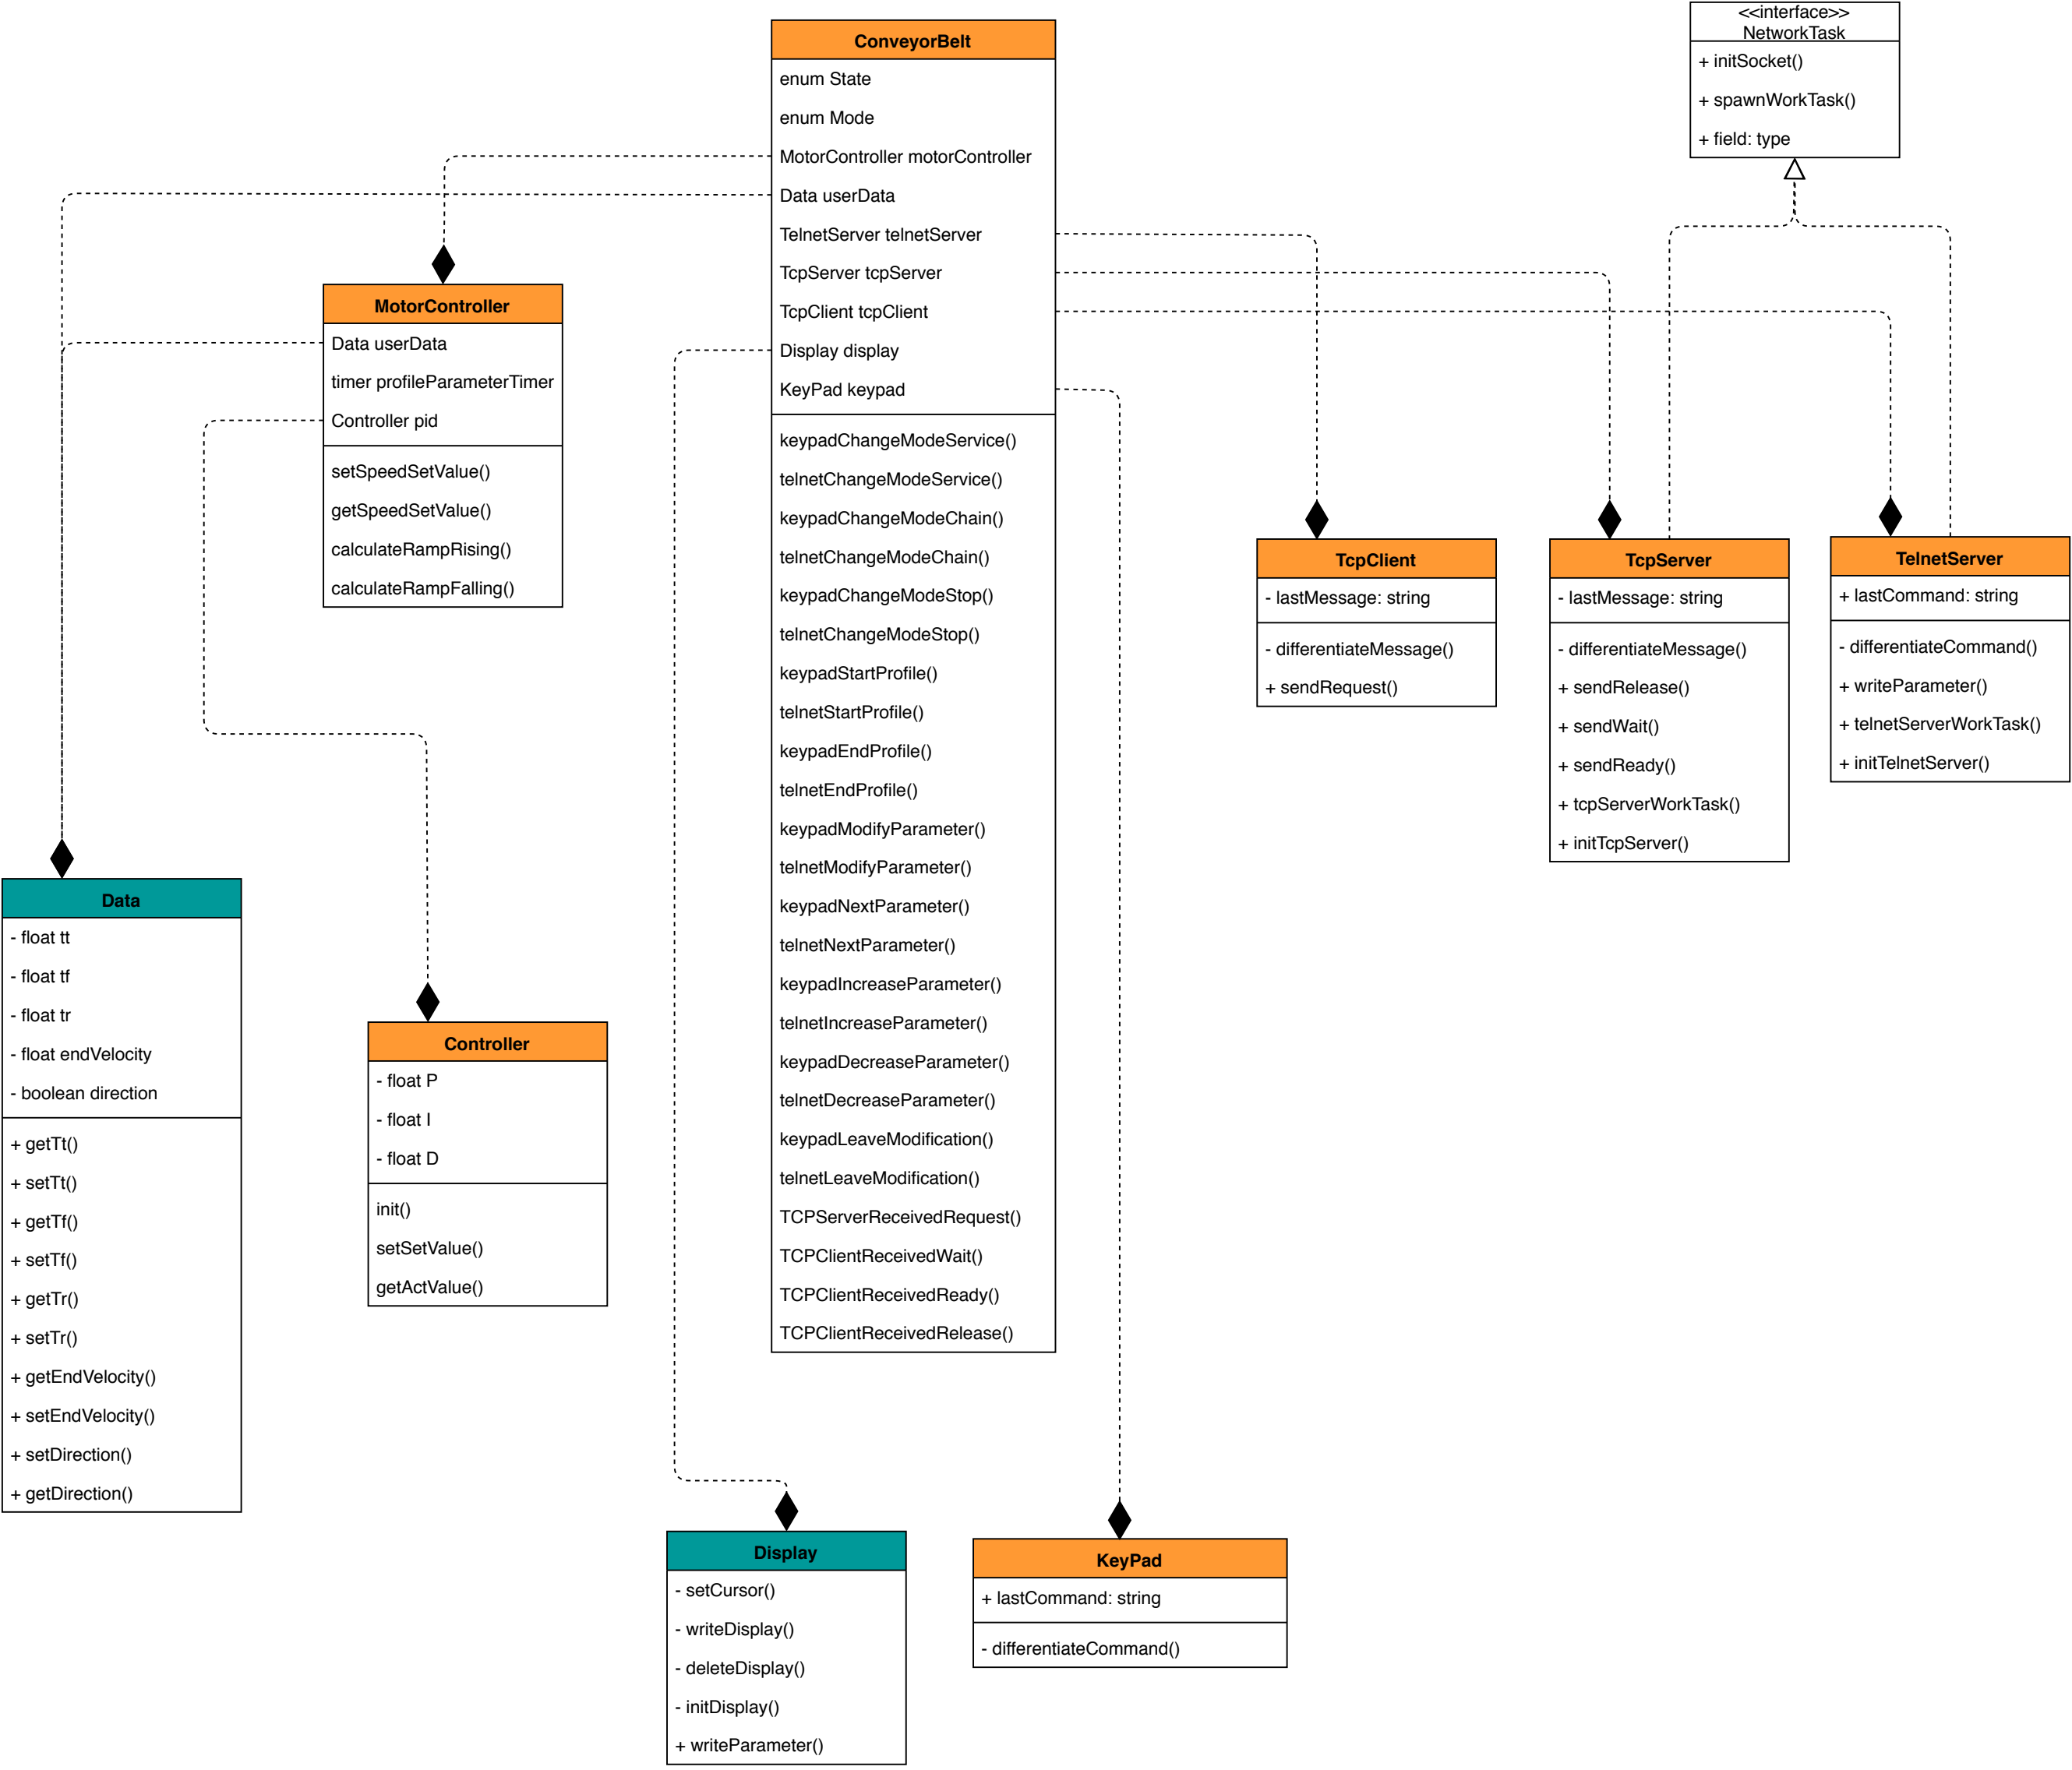 ConveyorBelt
enum State
enum Mode
MotorController motorController
Data userData
TelnetServer telnetServer
TcpServer tcpServer
TcpClient tcpClient
Display display
KeyPad keypad
keypadChangeModeService()
telnetChangeModeService()
keypadChangeModeChain()
telnetChangeModeChain()
keypadChangeModeStop()
telnetChangeModeStop()
keypadStartProfile()
telnetStartProfile()
keypadEndProfile()
telnetEndProfile()
keypadModifyParameter()
telnetModifyParameter()
keypadNextParameter()
telnetNextParameter()
keypadIncreaseParameter()
telnetIncreaseParameter()
keypadDecreaseParameter()
telnetDecreaseParameter()
keypadLeaveModification()
telnetLeaveModification()
TCPServerReceivedRequest()
TCPClientReceivedWait()
TCPClientReceivedReady()
TCPClientReceivedRelease()
<<interface>>
NetworkTask
+ initSocket()
+ spawnWorkTask()
+ field: type
MotorController
Data userData
timer profileParameterTimer
Controller pid
setSpeedSetValue()
getSpeedSetValue()
calculateRampRising()
calculateRampFalling()
TcpClient
- lastMessage: string
- differentiateMessage()
+ sendRequest()
TcpServer
- lastMessage: string
- differentiateMessage()
+ sendRelease()
+ sendWait()
+ sendReady()
+ tcpServerWorkTask()
+ initTcpServer()
TelnetServer
+ lastCommand: string
- differentiateCommand()
+ writeParameter()
+ telnetServerWorkTask()
+ initTelnetServer()
Data
- float tt
- float tf
- float tr
- float endVelocity
- boolean direction
+ getTt()
+ setTt()
+ getTf()
+ setTf()
+ getTr()
+ setTr()
+ getEndVelocity()
+ setEndVelocity()
+ setDirection()
+ getDirection()
Controller
- float P
- float I
- float D
init()
setSetValue()
getActValue()
Display
- setCursor()
- writeDisplay()
- deleteDisplay()
- initDisplay()
+ writeParameter()
KeyPad
+ lastCommand: string
- differentiateCommand()